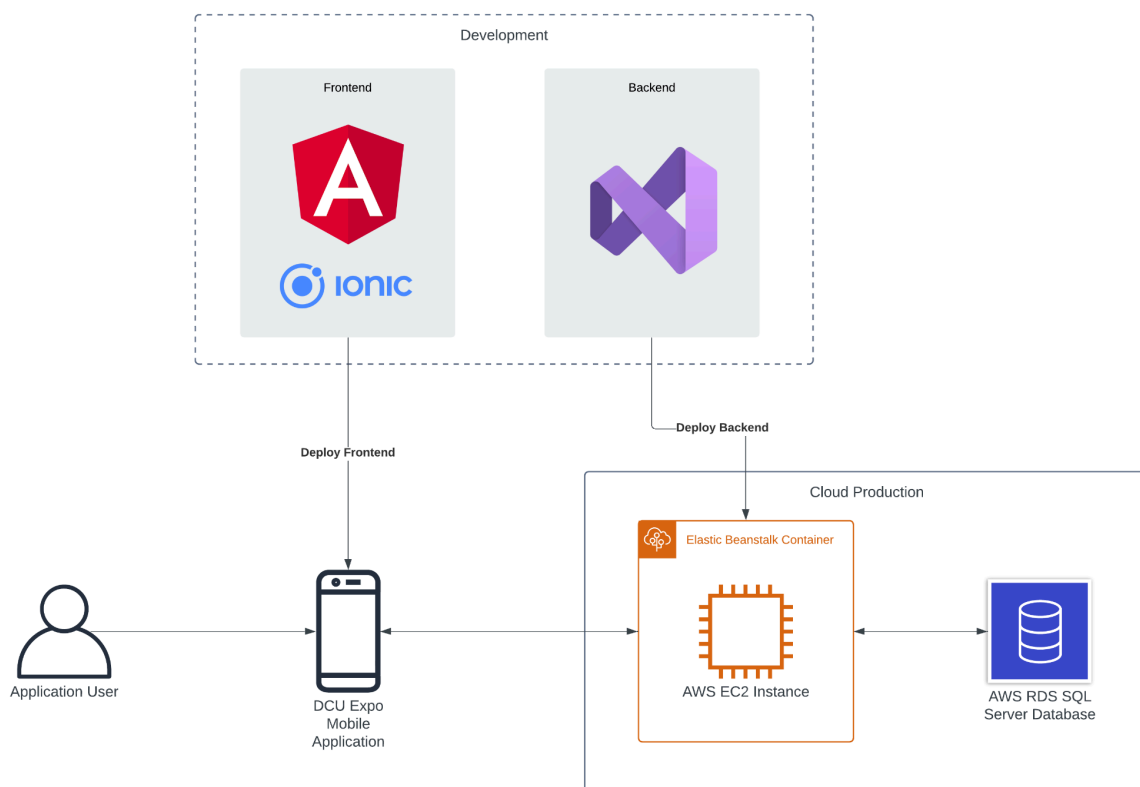 Development
Frontend
Backend
A
IONIC
Deploy Frontend
Deploy Backend
Cloud Production
Elastic Beanstalk Container
Application User
DCU Expo
Mobile
Application
AWS EC2 Instance
AWS RDS SQL
Server Database